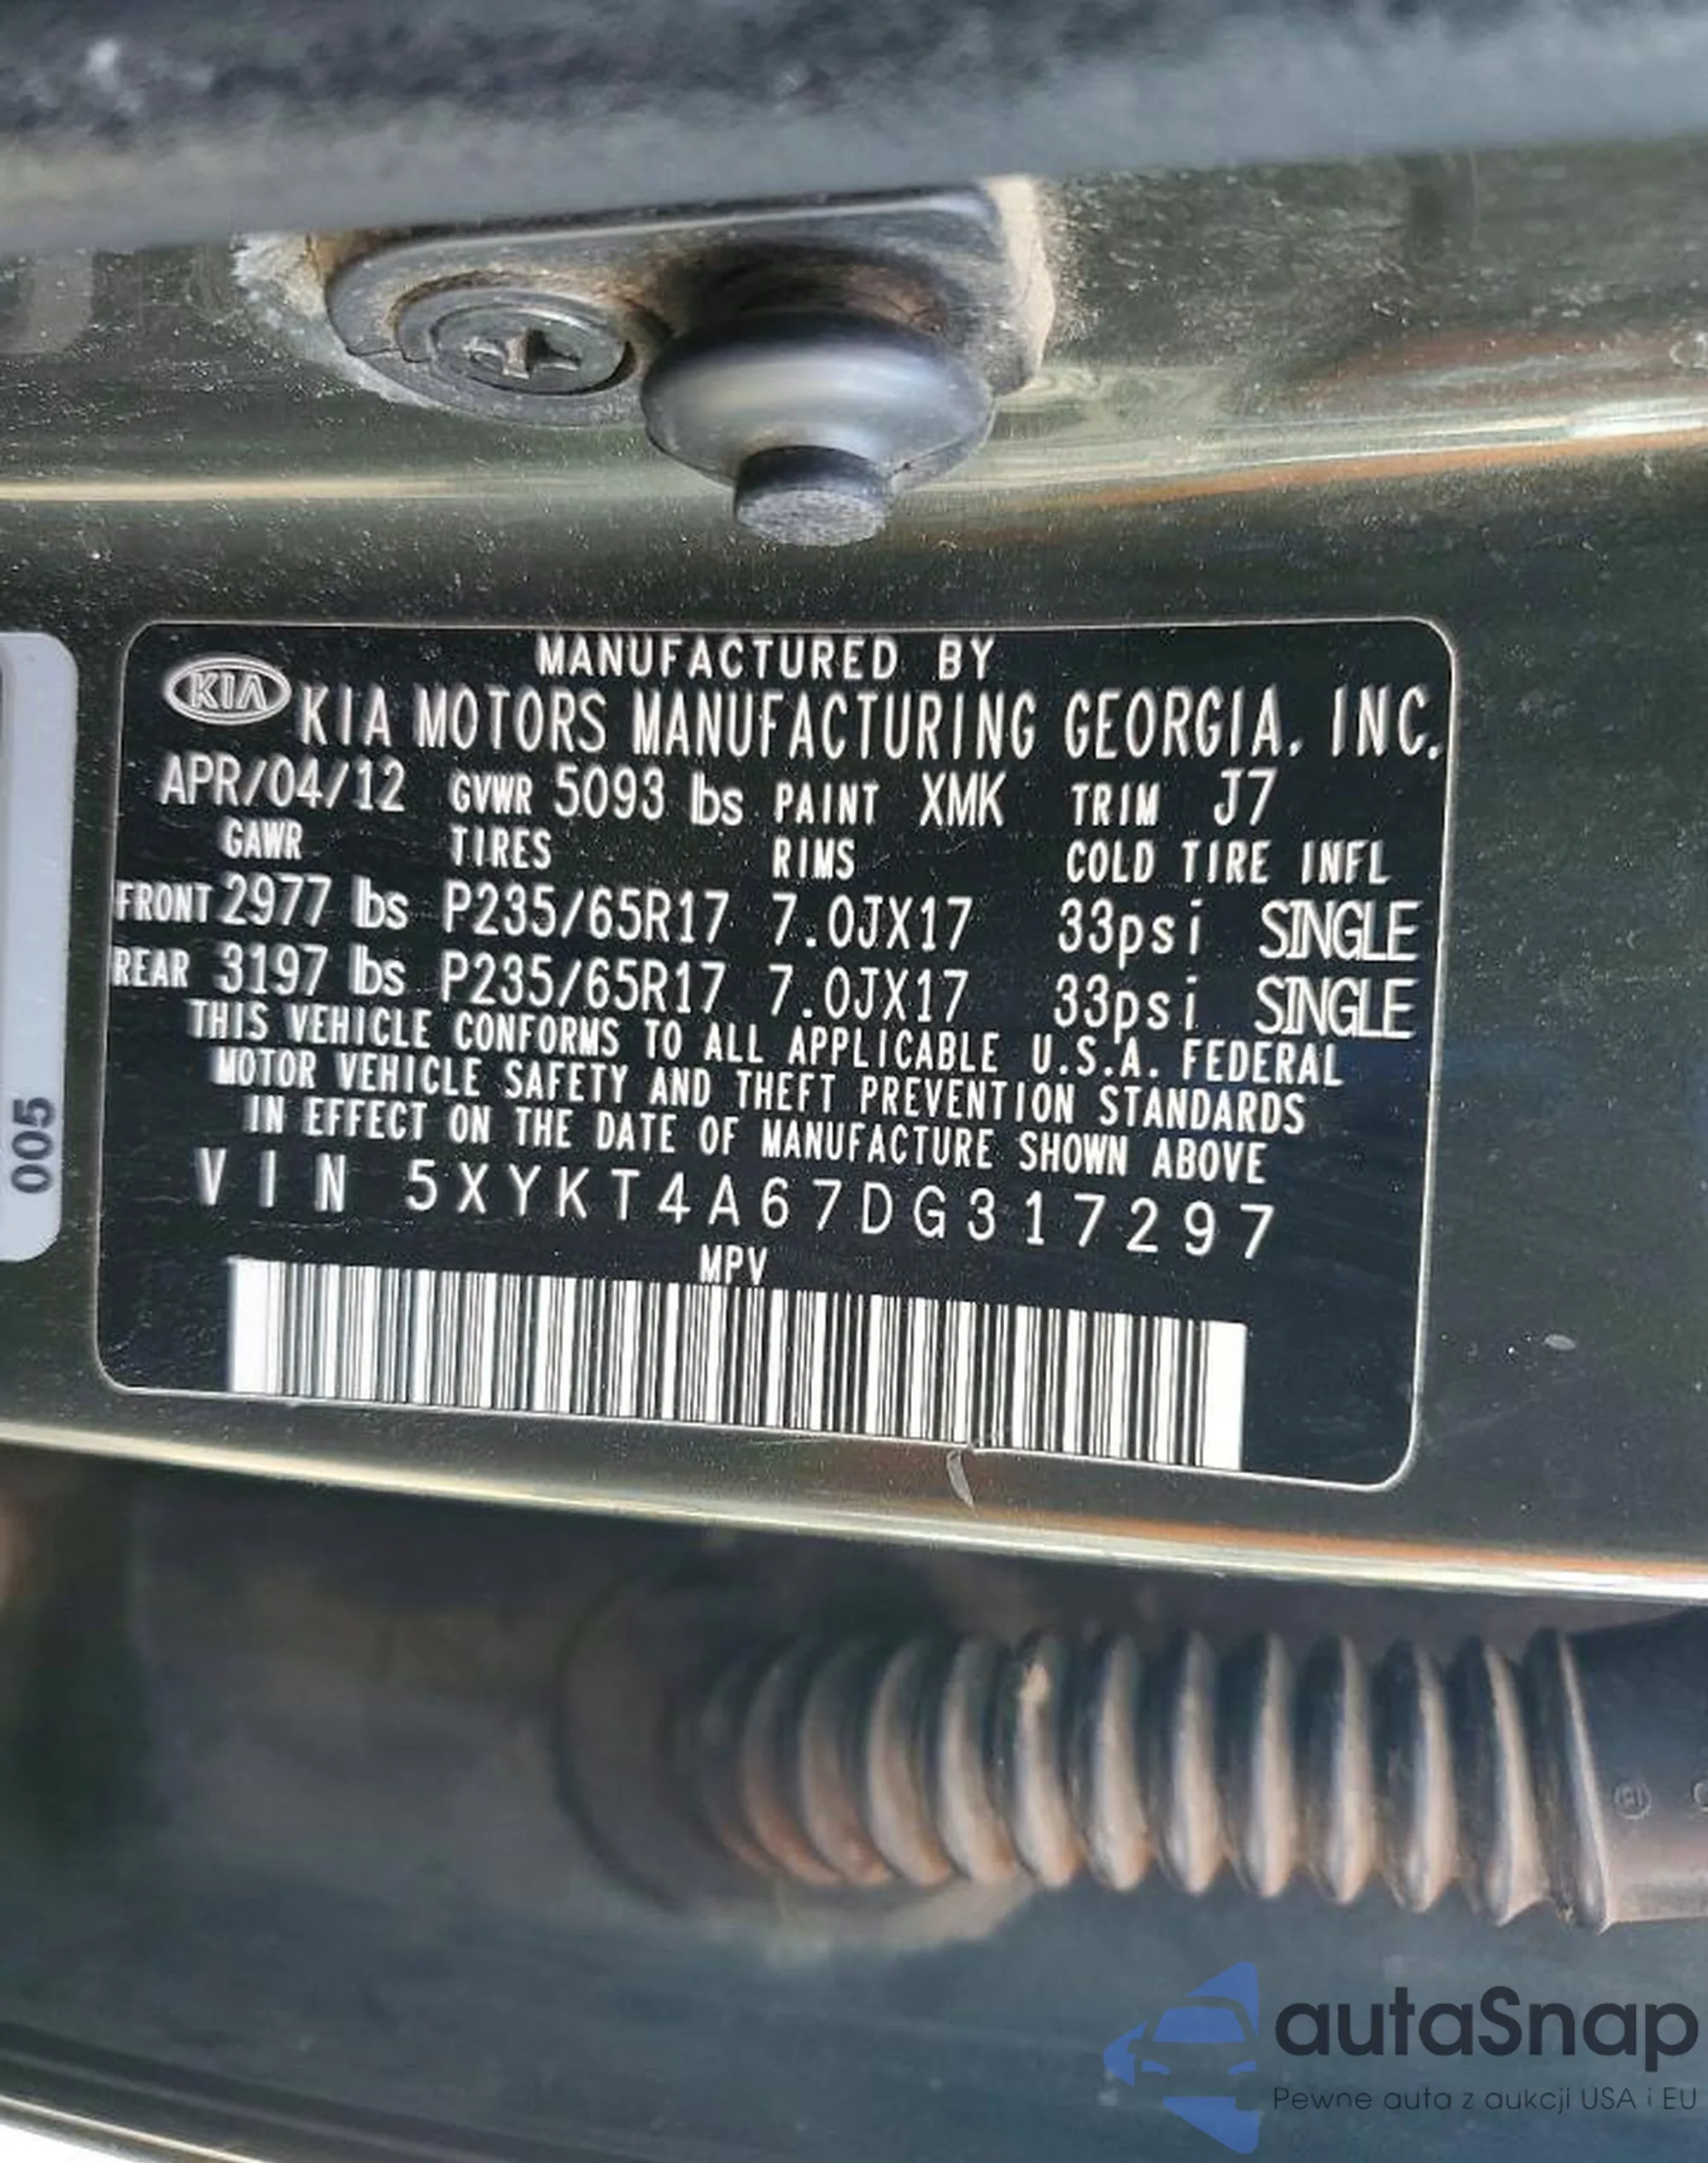 MANUFACTURED BY
KIA KIA MOTORS MANUFACTURING GEORGIA, INC.
APR/04/12 GVWR 5093 lbs PAINT XMK TRIM J7
GAWR TIRES RIMS COLD TIRE INFL
FRONT 2977 lbs P235/65R17 7.0JX17 33psi SINGLE
REAR 3197 lbs P235/65R17 7.0JX17 33psi SINGLE
THIS VEHICLE CONFORMS TO ALL APPLICABLE U.S.A. FEDERAL
MOTOR VEHICLE SAFETY AND THEFT PREVENTION STANDARDS
IN EFFECT ON THE DATE OF MANUFACTURE SHOWN ABOVE
VIN 5XYKT4A67DG317297
MPV
005
autaSnap
Pewne auta z aukcji USA i EU